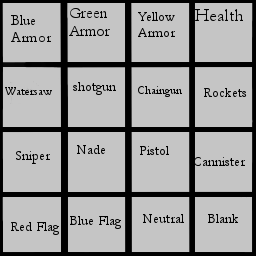 Blue
Armor
Green
Armor
Yellow
Armor
Health
Watersaw
shotgun
Chaingun
Rockets
Sniper
Nade
Pistol
Cannister
Red Flag
Blue Flag
Neutral
Blank